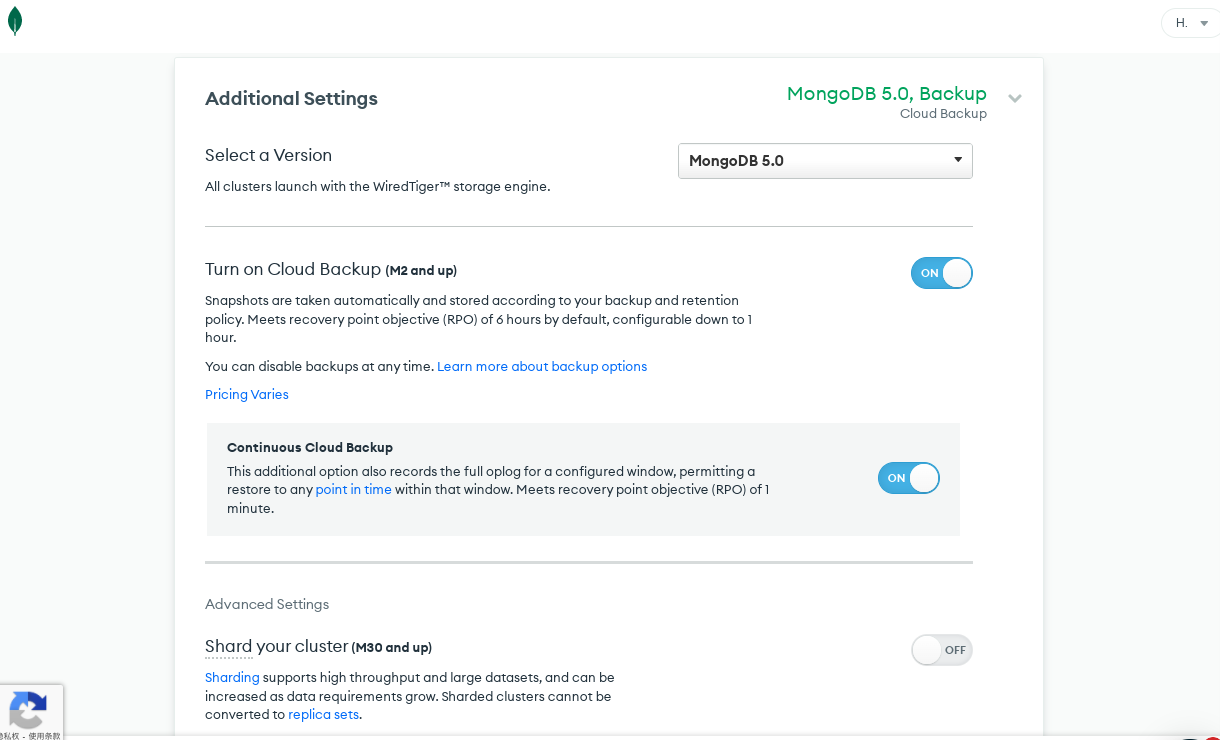 H.
Additional Settings
MongoDB 5.0, Backup
Cloud Backup
Select a Version
MongoDB 5.0
All clusters launch with the WiredTiger™ storage engine.
Turn on Cloud Backup (M2 and up)
ON
Snapshots are taken automatically and stored according to your backup and retention
policy. Meets recovery point objective (RPO) of 6 hours by default, configurable down to 1
hour.
You can disable backups at any time. Learn more about backup options
Pricing Varies
Continuous Cloud Backup
This additional option also records the full oplog for a configured window, permitting a
restore to any point in time within that window. Meets recovery point objective (RPO) of 1
minute.
ON
Advanced Settings
Shard your cluster (M30 and up)
OFF
Sharding supports high throughput and large datasets, and can be
increased as data requirements grow. Sharded clusters cannot be
converted to replica sets.
私权 - 使用条款